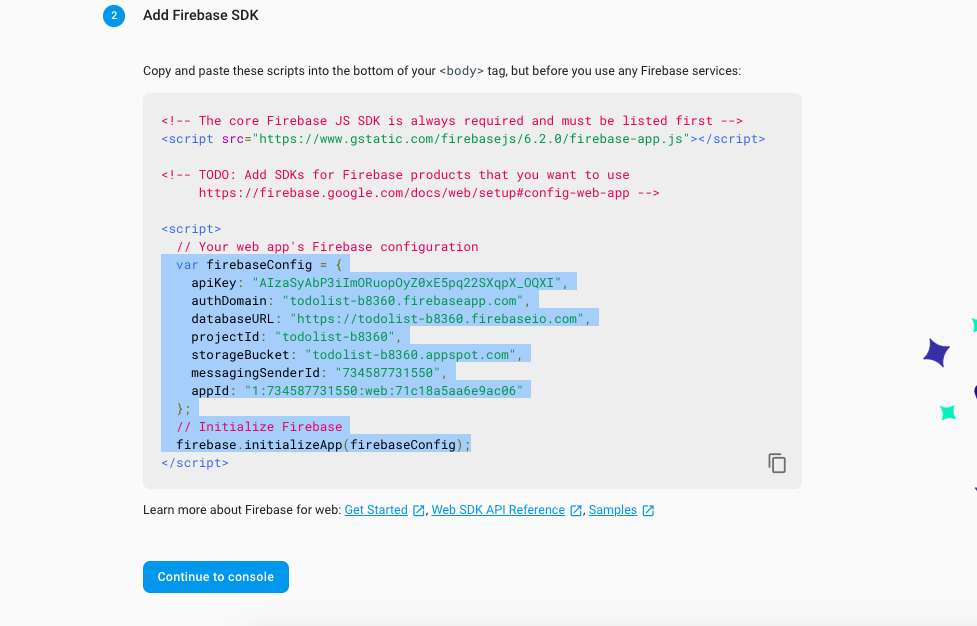 2 Add Firebase SDK
Copy and paste these scripts into the bottom of your <body> tag, but before you use any Firebase services:
<!-- The core Firebase JS SDK is always required and must be listed first -->
<script src="https://www.gstatic.com/firebasejs/6.2.0/firebase-app.js"></script>
<!-- TODO: Add SDKs for Firebase products that you want to use
https://firebase.google.com/docs/web/setup#config-web-app -->
<script>
// Your web app's Firebase configuration
var firebaseConfig = {
apiKey: "AIzaSyAbP3iImORuopOyZ0xE5pq22SXqpX_OQXI",
authDomain: "todolist-b8360.firebaseapp.com",
databaseURL: "https://todolist-b8360.firebaseio.com",
projectId: "todolist-b8360",
storageBucket: "todolist-b8360.appspot.com",
messagingSenderId: "734587731550",
appId: "1:734587731550:web:71c18a5aa6e9ac06"
};
// Initialize Firebase
firebase.initializeApp(firebaseConfig);
</script>
Learn more about Firebase for web: Get Started, Web SDK API Reference, Samples
Continue to console